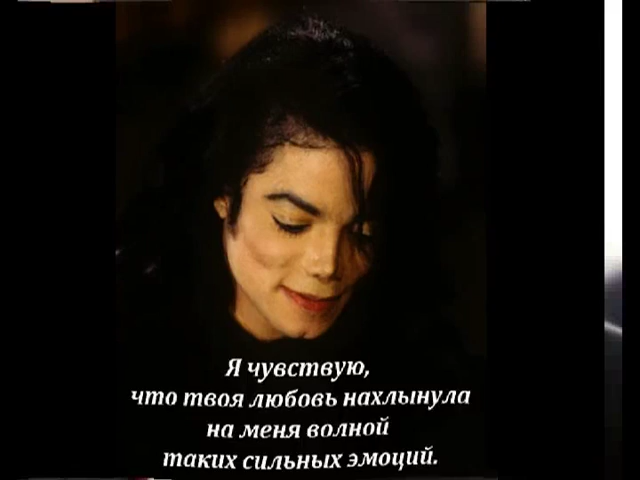 Я чувствую,
что твоя любовь нахлынула
на меня волной
таких сильных эмоций.